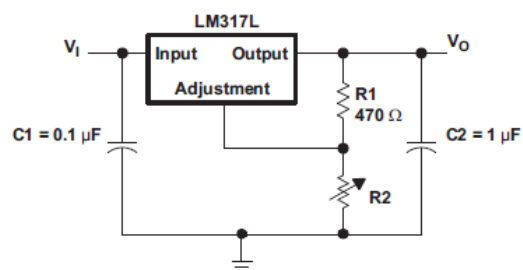 LM317L
VI
Input
Output
VO
Adjustment
R1
470 Ω
C1 = 0.1 µF
C2 = 1 µF
R2